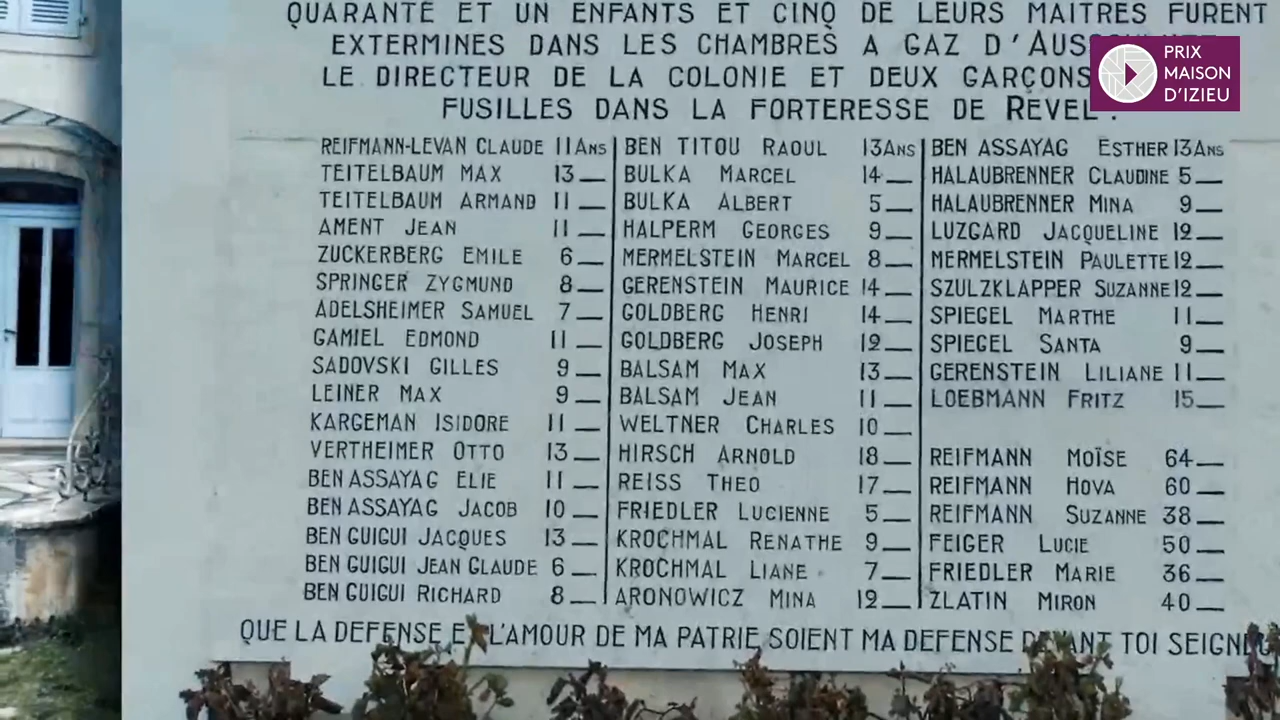 QUARANTE ET UN ENFANTS ET CINQ DE LEURS MAITRES FURENT
EXTERMINES DANS LES CHAMBRES A GAZ
LE DIRECTEUR DE LA COLONIE ET DEUX GARÇONS
FUSILLES DANS LA FORTERESSE DE REVEL.
PRIX
MAISON
D'IZIEU
REIFMANN-LEVAN CLAUDE 11 ANS
TEITELBAUM MAX 13 —
TEITELBAUM ARMAND 11 —
AMENT JEAN 11 —
ZUCKERBERG EMILE 6 —
SPRINGER ZYGMUND 8 —
ADELSHEIMER SAMUEL 7 —
GAMIEL EDMOND 11 —
SADOVSKI GILLES 9 —
LEINER MAX 9 —
KARGEMAN ISIDORE 11 —
VERTHEIMER OTTO 13 —
BEN ASSAYAG ELIE 11 —
BEN ASSAYAG JACOB 10 —
BEN GUIGUI JACQUES 13 —
BEN GUIGUI JEAN CLAUDE 6 —
BEN GUIGUI RICHARD 8 —
BEN TITOU RAOUL 13 ANS
BULKA MARCEL 14 —
BULKA ALBERT 5 —
HALPERM GEORGES 9 —
MERMELSTEIN MARCEL 8 —
GERENSTEIN MAURICE 14 —
GOLDBERG HENRI 14 —
GOLDBERG JOSEPH 12 —
BALSAM MAX 13 —
BALSAM JEAN 11 —
WELTNER CHARLES 10 —
HIRSCH ARNOLD 18 —
REISS THEO 17 —
FRIEDLER LUCIENNE 5 —
KROCHMAL RENATHE 9 —
KROCHMAL LIANE 7 —
ARONOWICZ MINA 12 —
BEN ASSAYAG ESTHER 13 ANS
HALAUBRENNER CLAUDINE 5 —
HALAUBRENNER MINA 9 —
LUZGARD JACQUELINE 12 —
MERMELSTEIN PAULETTE 12 —
SZULZKLAPPER SUZANNE 12 —
SPIEGEL MARTHE 11 —
SPIEGEL SANTA 9 —
GERENSTEIN LILIANE 11 —
LOEBMANN FRITZ 15 —
REIFMANN MOÏSE 64 —
REIFMANN HOVA 60 —
REIFMANN SUZANNE 38 —
FEIGER LUCIE 50 —
FRIEDLER MARIE 36 —
ZLATIN MIRON 40 —
QUE LA DEFENSE ET L'AMOUR DE MA PATRIE SOIENT MA DEFENSE DEVANT TOI